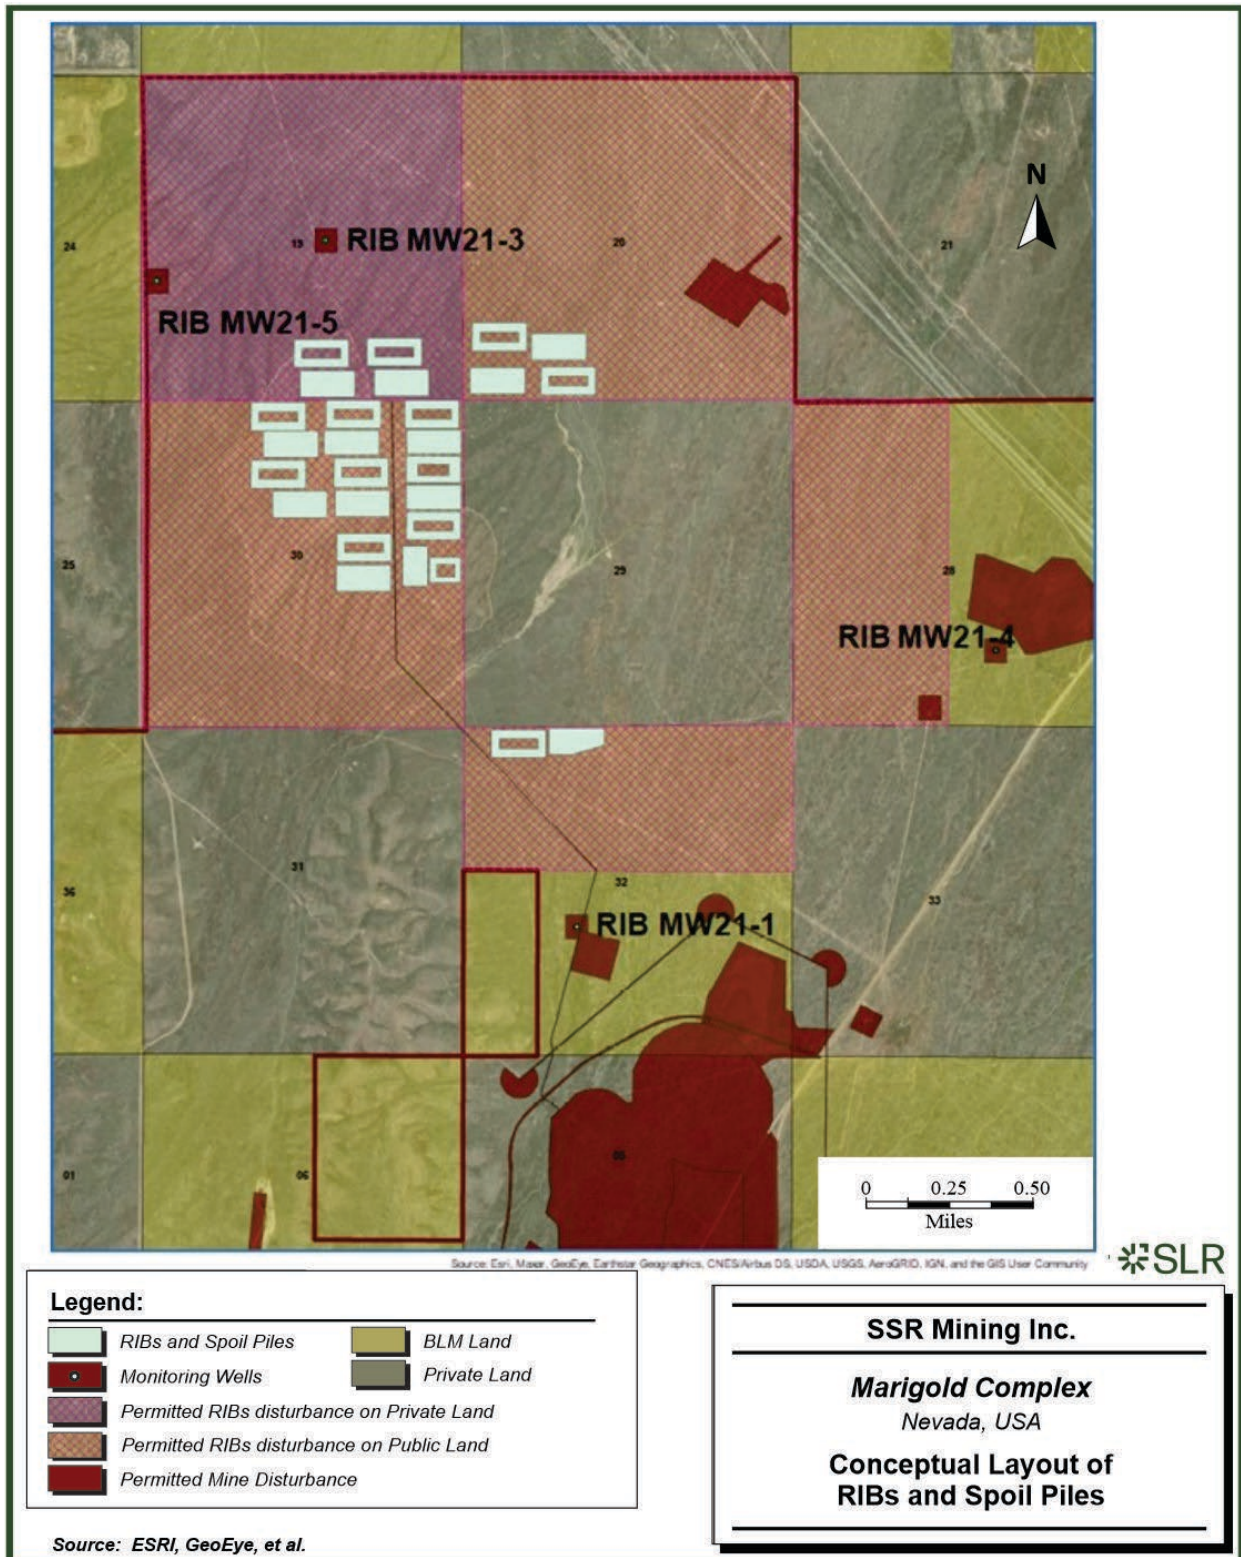 N
19
RIB MW21-3
20
21
24
RIB MW21-5
30
29
28
25
RIB MW21-4
31
32
33
36
RIB MW21-1
01
06
05
0 0.25 0.50
Miles
Source: Esri, Maxar, GeoEye, Earthstar Geographics, CNES/Airbus DS, USDA, USGS, AeroGRID, IGN, and the GIS User Community
SLR
Legend:
RIBs and Spoil Piles
BLM Land
Monitoring Wells
Private Land
Permitted RIBs disturbance on Private Land
Permitted RIBs disturbance on Public Land
Permitted Mine Disturbance
Source: ESRI, GeoEye, et al.
SSR Mining Inc.
Marigold Complex
Nevada, USA
Conceptual Layout of
RIBs and Spoil Piles